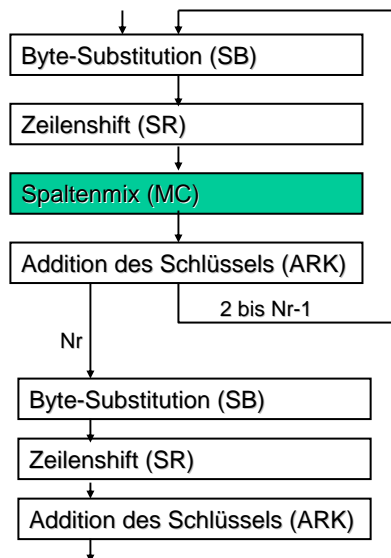 Byte-Substitution (SB)
Zeilenshift (SR)
Spaltenmix (MC)
Addition des Schlüssels (ARK)
2 bis Nr-1
Nr
Byte-Substitution (SB)
Zeilenshift (SR)
Addition des Schlüssels (ARK)